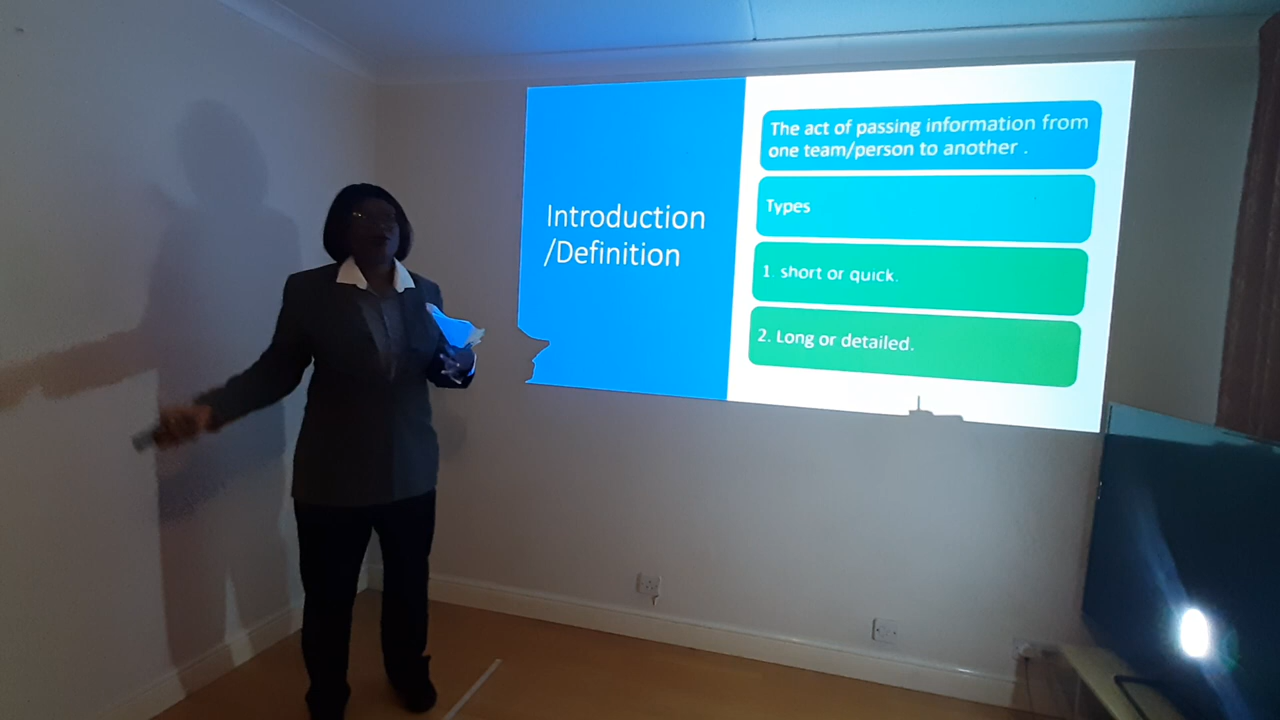 Introduction
/Definition
The act of passing information from
one team/person to another .
Types
1. short or quick.
2. Long or detailed.